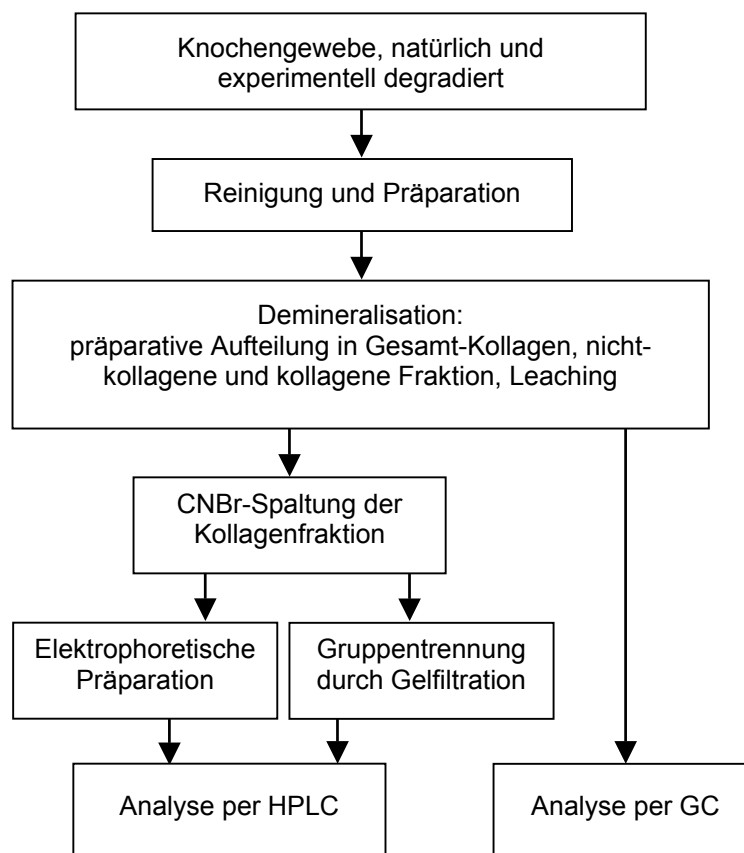 Knochengewebe, natürlich und
experimentell degradiert
Reinigung und Präparation
Demineralisation:
präparative Aufteilung in Gesamt-Kollagen, nicht-
kollagene und kollagene Fraktion, Leaching
CNBr-Spaltung der
Kollagenfraktion
Elektrophoretische
Präparation
Gruppentrennung
durch Gelfiltration
Analyse per HPLC
Analyse per GC